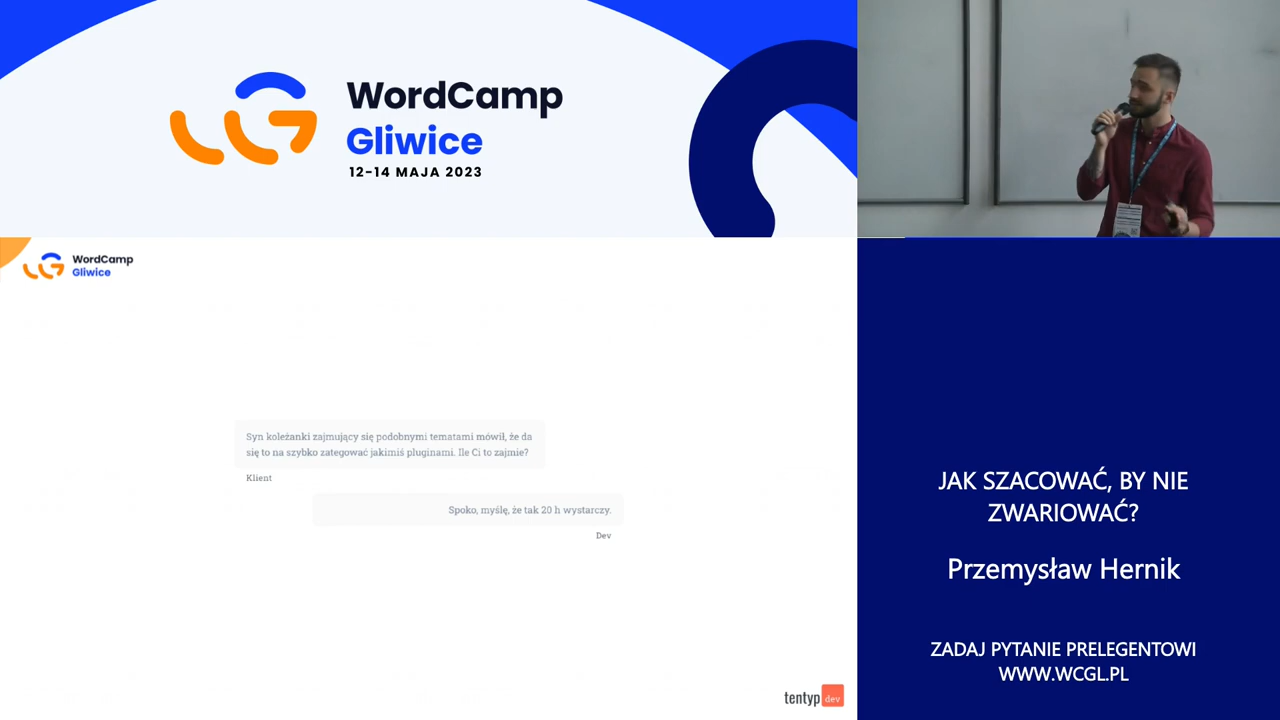 WordCamp
Gliwice
12-14 MAJA 2023
WordCamp
Gliwice
Syn koleżanki zajmujący się podobnymi tematami mówił, że da
się to na szybko zategować jakimiś pluginami. Ile Ci to zajmie?
Klient
Spoko, myślę, że tak 20 h wystarczy.
Dev
tentyp dev
JAK SZACOWAĆ, BY NIE
ZWARIOWAĆ?
Przemysław Hernik
ZADAJ PYTANIE PRELEGENTOWI
WWW.WCGL.PL